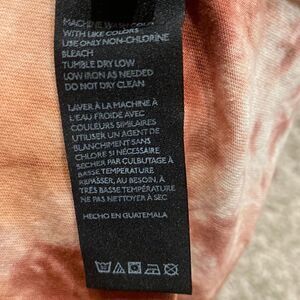 MACHINE WASH COLD
WITH LIKE COLORS
USE ONLY NON-CHLORINE
BLEACH
TUMBLE DRY LOW
LOW IRON AS NEEDED
DO NOT DRY CLEAN
LAVER À LA MACHINE À
L'EAU FROIDE AVEC
COULEURS SIMILAIRES
UTILISER UN AGENT DE
BLANCHIMENT SANS
CHLORE SI NÉCESSAIRE
SÉCHER PAR CULBUTAGE À
BASSE TEMPÉRATURE
REPASSER, AU BESOIN, À
TRÈS BASSE TEMPÉRATURE
NE PAS NETTOYER À SEC
HECHO EN GUATEMALA